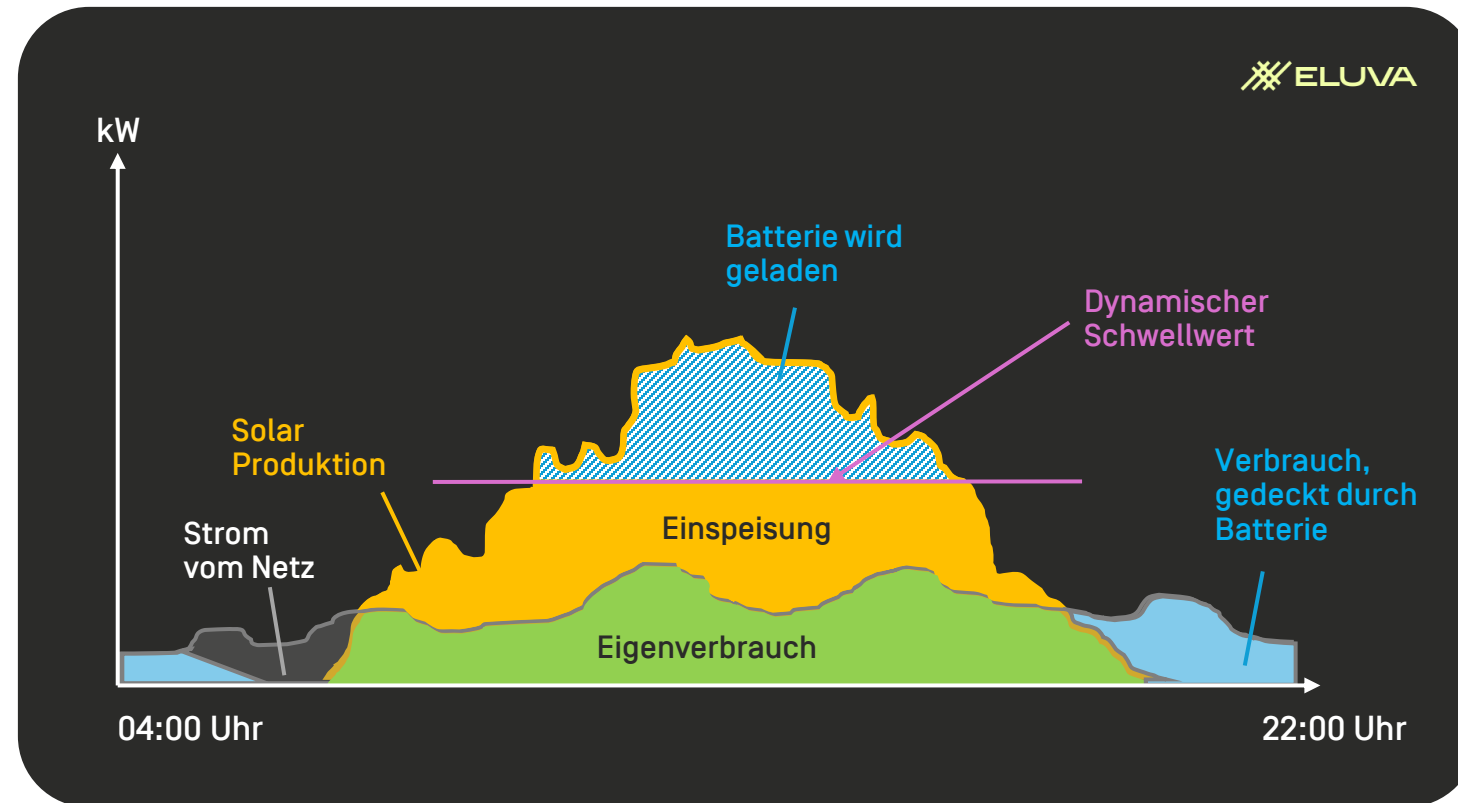 ELUVA
kW
Batterie wird
geladen
Dynamischer
Schwellwert
Solar
Produktion
Verbrauch,
gedeckt durch
Batterie
Strom
vom Netz
Einspeisung
Eigenverbrauch
04:00 Uhr
22:00 Uhr